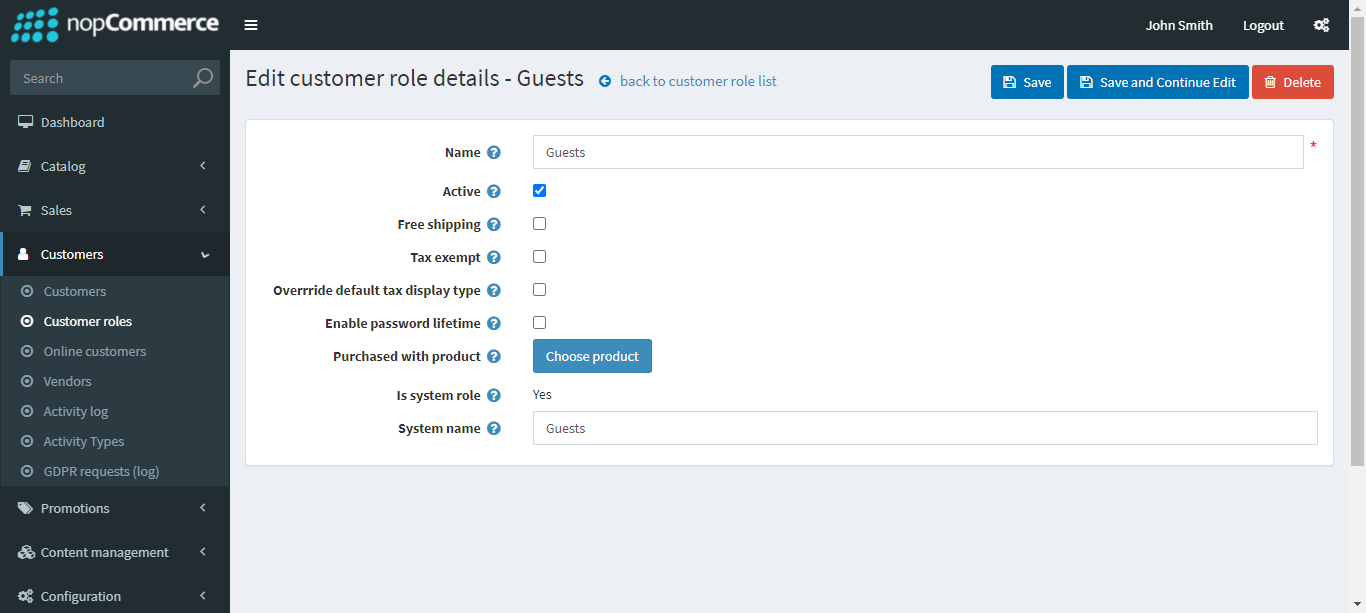 nopCommerce
John Smith
Logout
Search
Dashboard
Catalog
Sales
Customers
Customers
Customer roles
Online customers
Vendors
Activity log
Activity Types
GDPR requests (log)
Promotions
Content management
Configuration
Edit customer role details - Guests back to customer role list
Save
Save and Continue Edit
Delete
Name Guests *
Active
Free shipping
Tax exempt
Overrride default tax display type
Enable password lifetime
Purchased with product Choose product
Is system role Yes
System name Guests